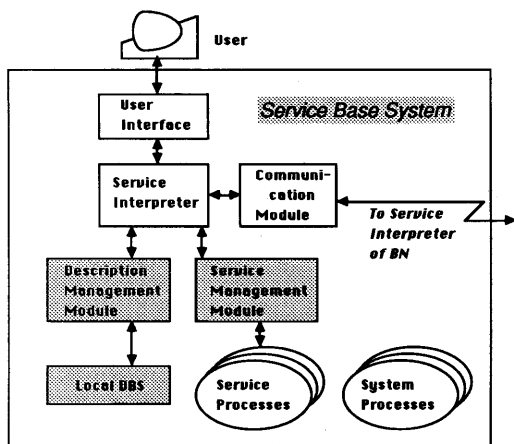 User
User
Interface
Service Base System
Service
Interpreter
Communi-
cation
Module
To Service
Interpreter
of BN
Description
Management
Module
Service
Management
Module
Local DBS
Service
Processes
System
Processes